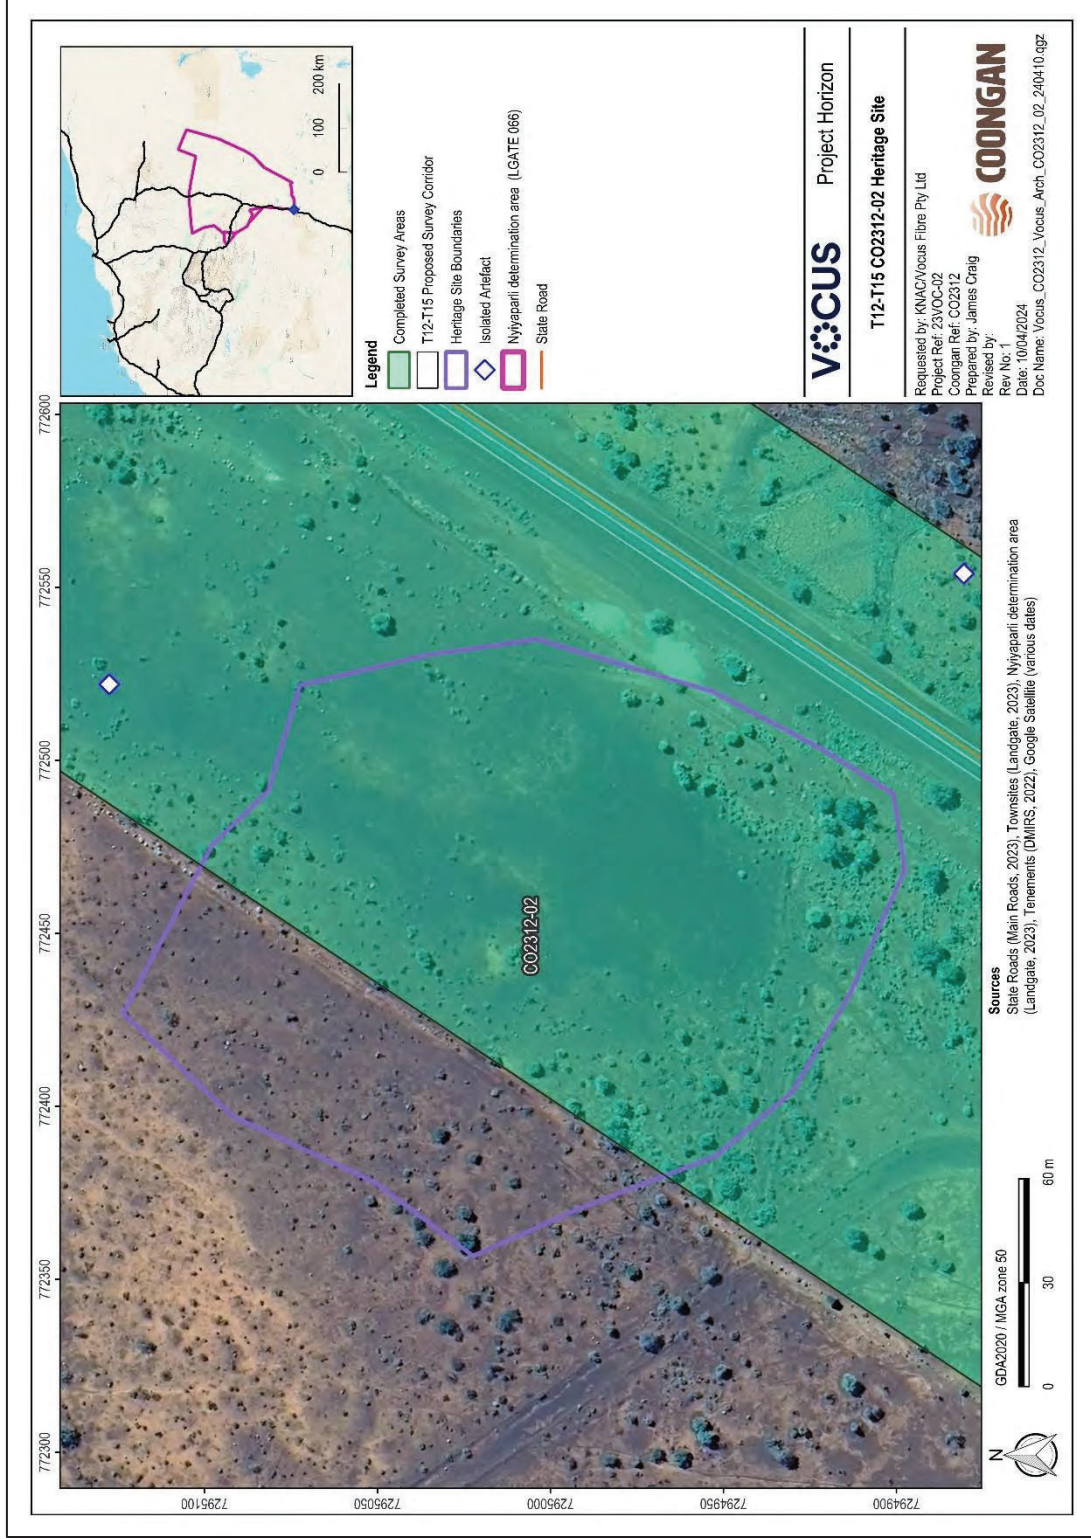 772300
772350
772400
772450
772500
772550
772600
7295100
7295050
7295000
7294950
7294900
CO2312-02
N
GDA2020 / MGA zone 50
0 30 60 m
Sources
State Roads (Main Roads, 2023), Townsites (Landgate, 2023), Nyiyaparli determination area
(Landgate, 2023), Tenements (DMIRS, 2022), Google Satellite (various dates)
0 100 200 km
Legend
Completed Survey Areas
T12-T15 Proposed Survey Corridor
Heritage Site Boundaries
Isolated Artefact
Nyiyaparli determination area (LGATE 066)
State Road
VOCUS Project Horizon
T12-T15 CO2312-02 Heritage Site
Requested by: KNAC/Vocus Fibre Pty Ltd
Project Ref: 23VOC-02
Coongan Ref: CO2312
Prepared by: James Craig
Revised by:
Rev No: 1
Date: 10/04/2024
Doc Name: Vocus_CO2312_Vocus_Arch_CO2312_02_240410.qgz
COONGAN